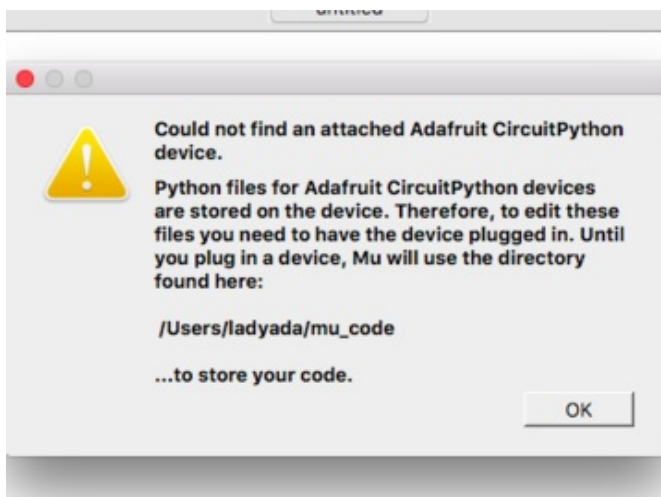 untitled
Could not find an attached Adafruit CircuitPython
device.
Python files for Adafruit CircuitPython devices
are stored on the device. Therefore, to edit these
files you need to have the device plugged in. Until
you plug in a device, Mu will use the directory
found here:
/Users/ladyada/mu_code
...to store your code.
OK